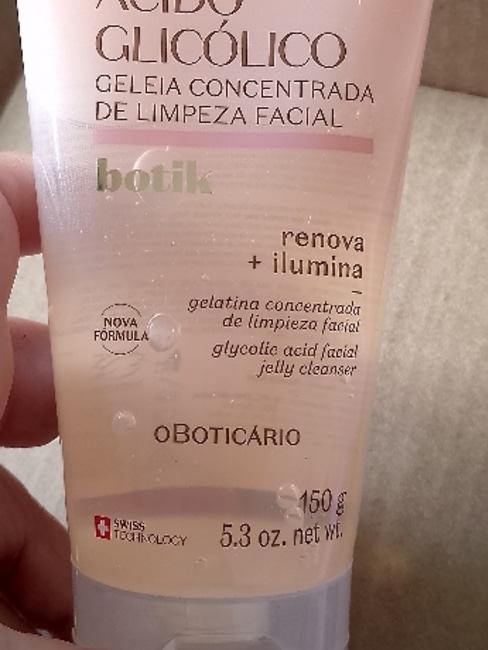 ÁCIDO
GLICÓLICO
GELEIA CONCENTRADA
DE LIMPEZA FACIAL
botik
renova
+ ilumina
gelatina concentrada
de limpieza facial
NOVA
FÓRMULA
glycolic acid facial
jelly cleanser
oBOTICÁRIO
150 g
SWISS
TECHNOLOGY
5.3 oz. net wt.